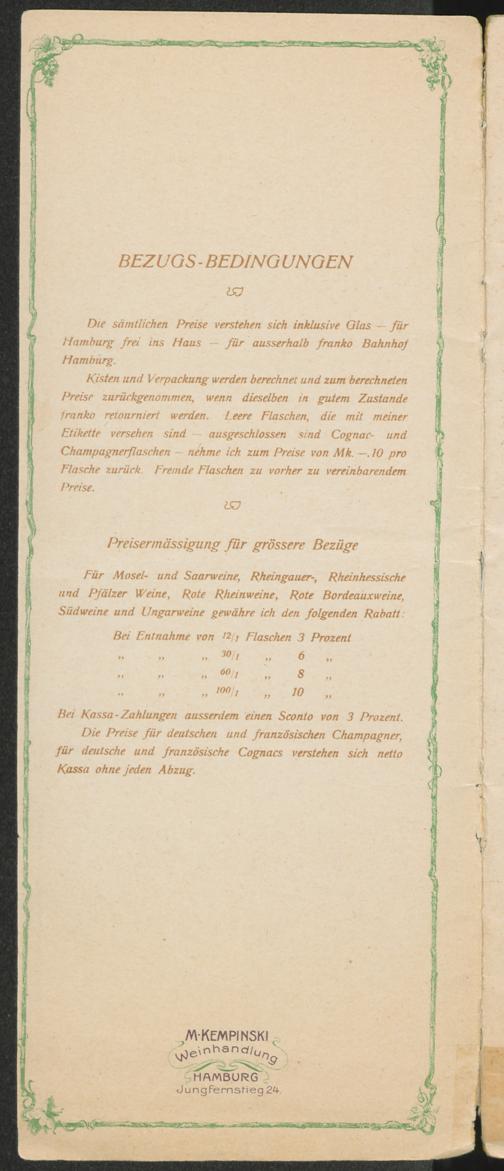 BEZUGS-BEDINGUNGEN
Die sämtlichen Preise verstehen sich inklusive Glas — für
Hamburg frei ins Haus — für ausserhalb franko Bahnhof
Hamburg.
Kisten und Verpackung werden berechnet und zum berechneten
Preise zurückgenommen, wenn dieselben in gutem Zustande
franko retourniert werden. Leere Flaschen, die mit meiner
Etikette versehen sind — ausgeschlossen sind Cognac- und
Champagnerflaschen — nehme ich zum Preise von Mk. —.10 pro
Flasche zurück. Fremde Flaschen zu vorher zu vereinbarendem
Preise.
Preisermässigung für grössere Bezüge
Für Mosel- und Saarweine, Rheingauer-, Rheinhessische
und Pfälzer Weine, Rote Rheinweine, Rote Bordeauxweine,
Südweine und Ungarweine gewähre ich den folgenden Rabatt:
Bei Entnahme von 12/1 Flaschen 3 Prozent
„ „ „ 30/1 „ 6 „
„ „ „ 60/1 „ 8 „
„ „ „ 100/1 „ 10 „
Bei Kassa-Zahlungen ausserdem einen Sconto von 3 Prozent.
Die Preise für deutschen und französischen Champagner,
für deutsche und französische Cognacs verstehen sich netto
Kassa ohne jeden Abzug.
M·KEMPINSKI
Weinhandlung
HAMBURG
Jungfernstieg 24.